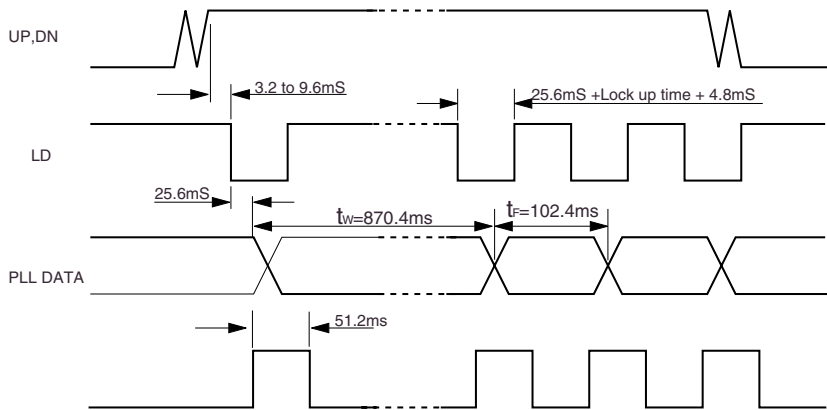 UP,DN
3.2 to 9.6mS
25.6mS +Lock up time + 4.8mS
LD
25.6mS
tW=870.4ms
tF=102.4ms
PLL DATA
51.2ms